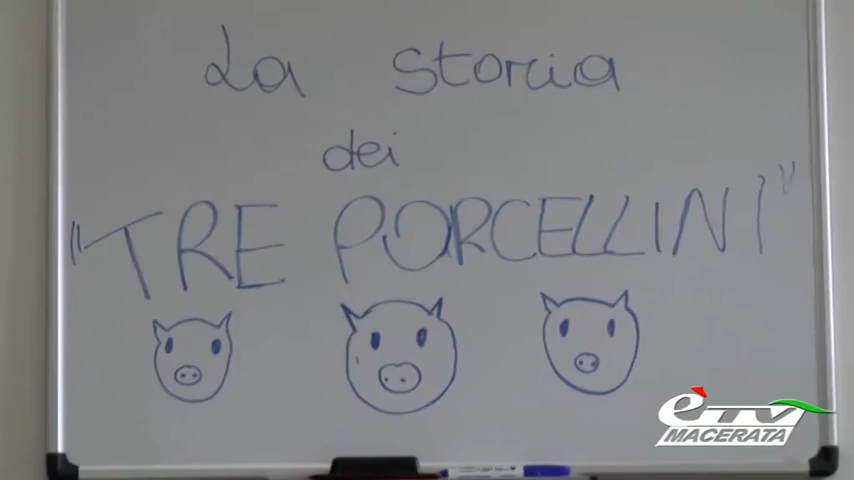 La storia
dei
"TRE PORCELLINI"
èTV
MACERATA